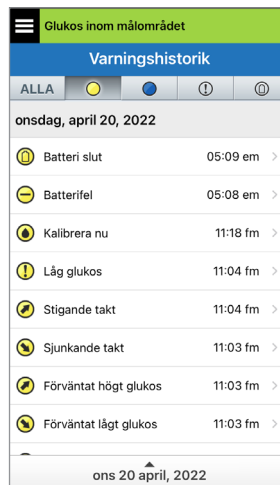 Glukos inom målområdet
Varningshistorik
ALLA
onsdag, april 20, 2022
Batteri slut 05:09 em
Batterifel 05:08 em
Kalibrera nu 11:18 fm
Låg glukos 11:04 fm
Stigande takt 11:04 fm
Sjunkande takt 11:03 fm
Förväntat högt glukos 11:03 fm
Förväntat lågt glukos 11:03 fm
ons 20 april, 2022